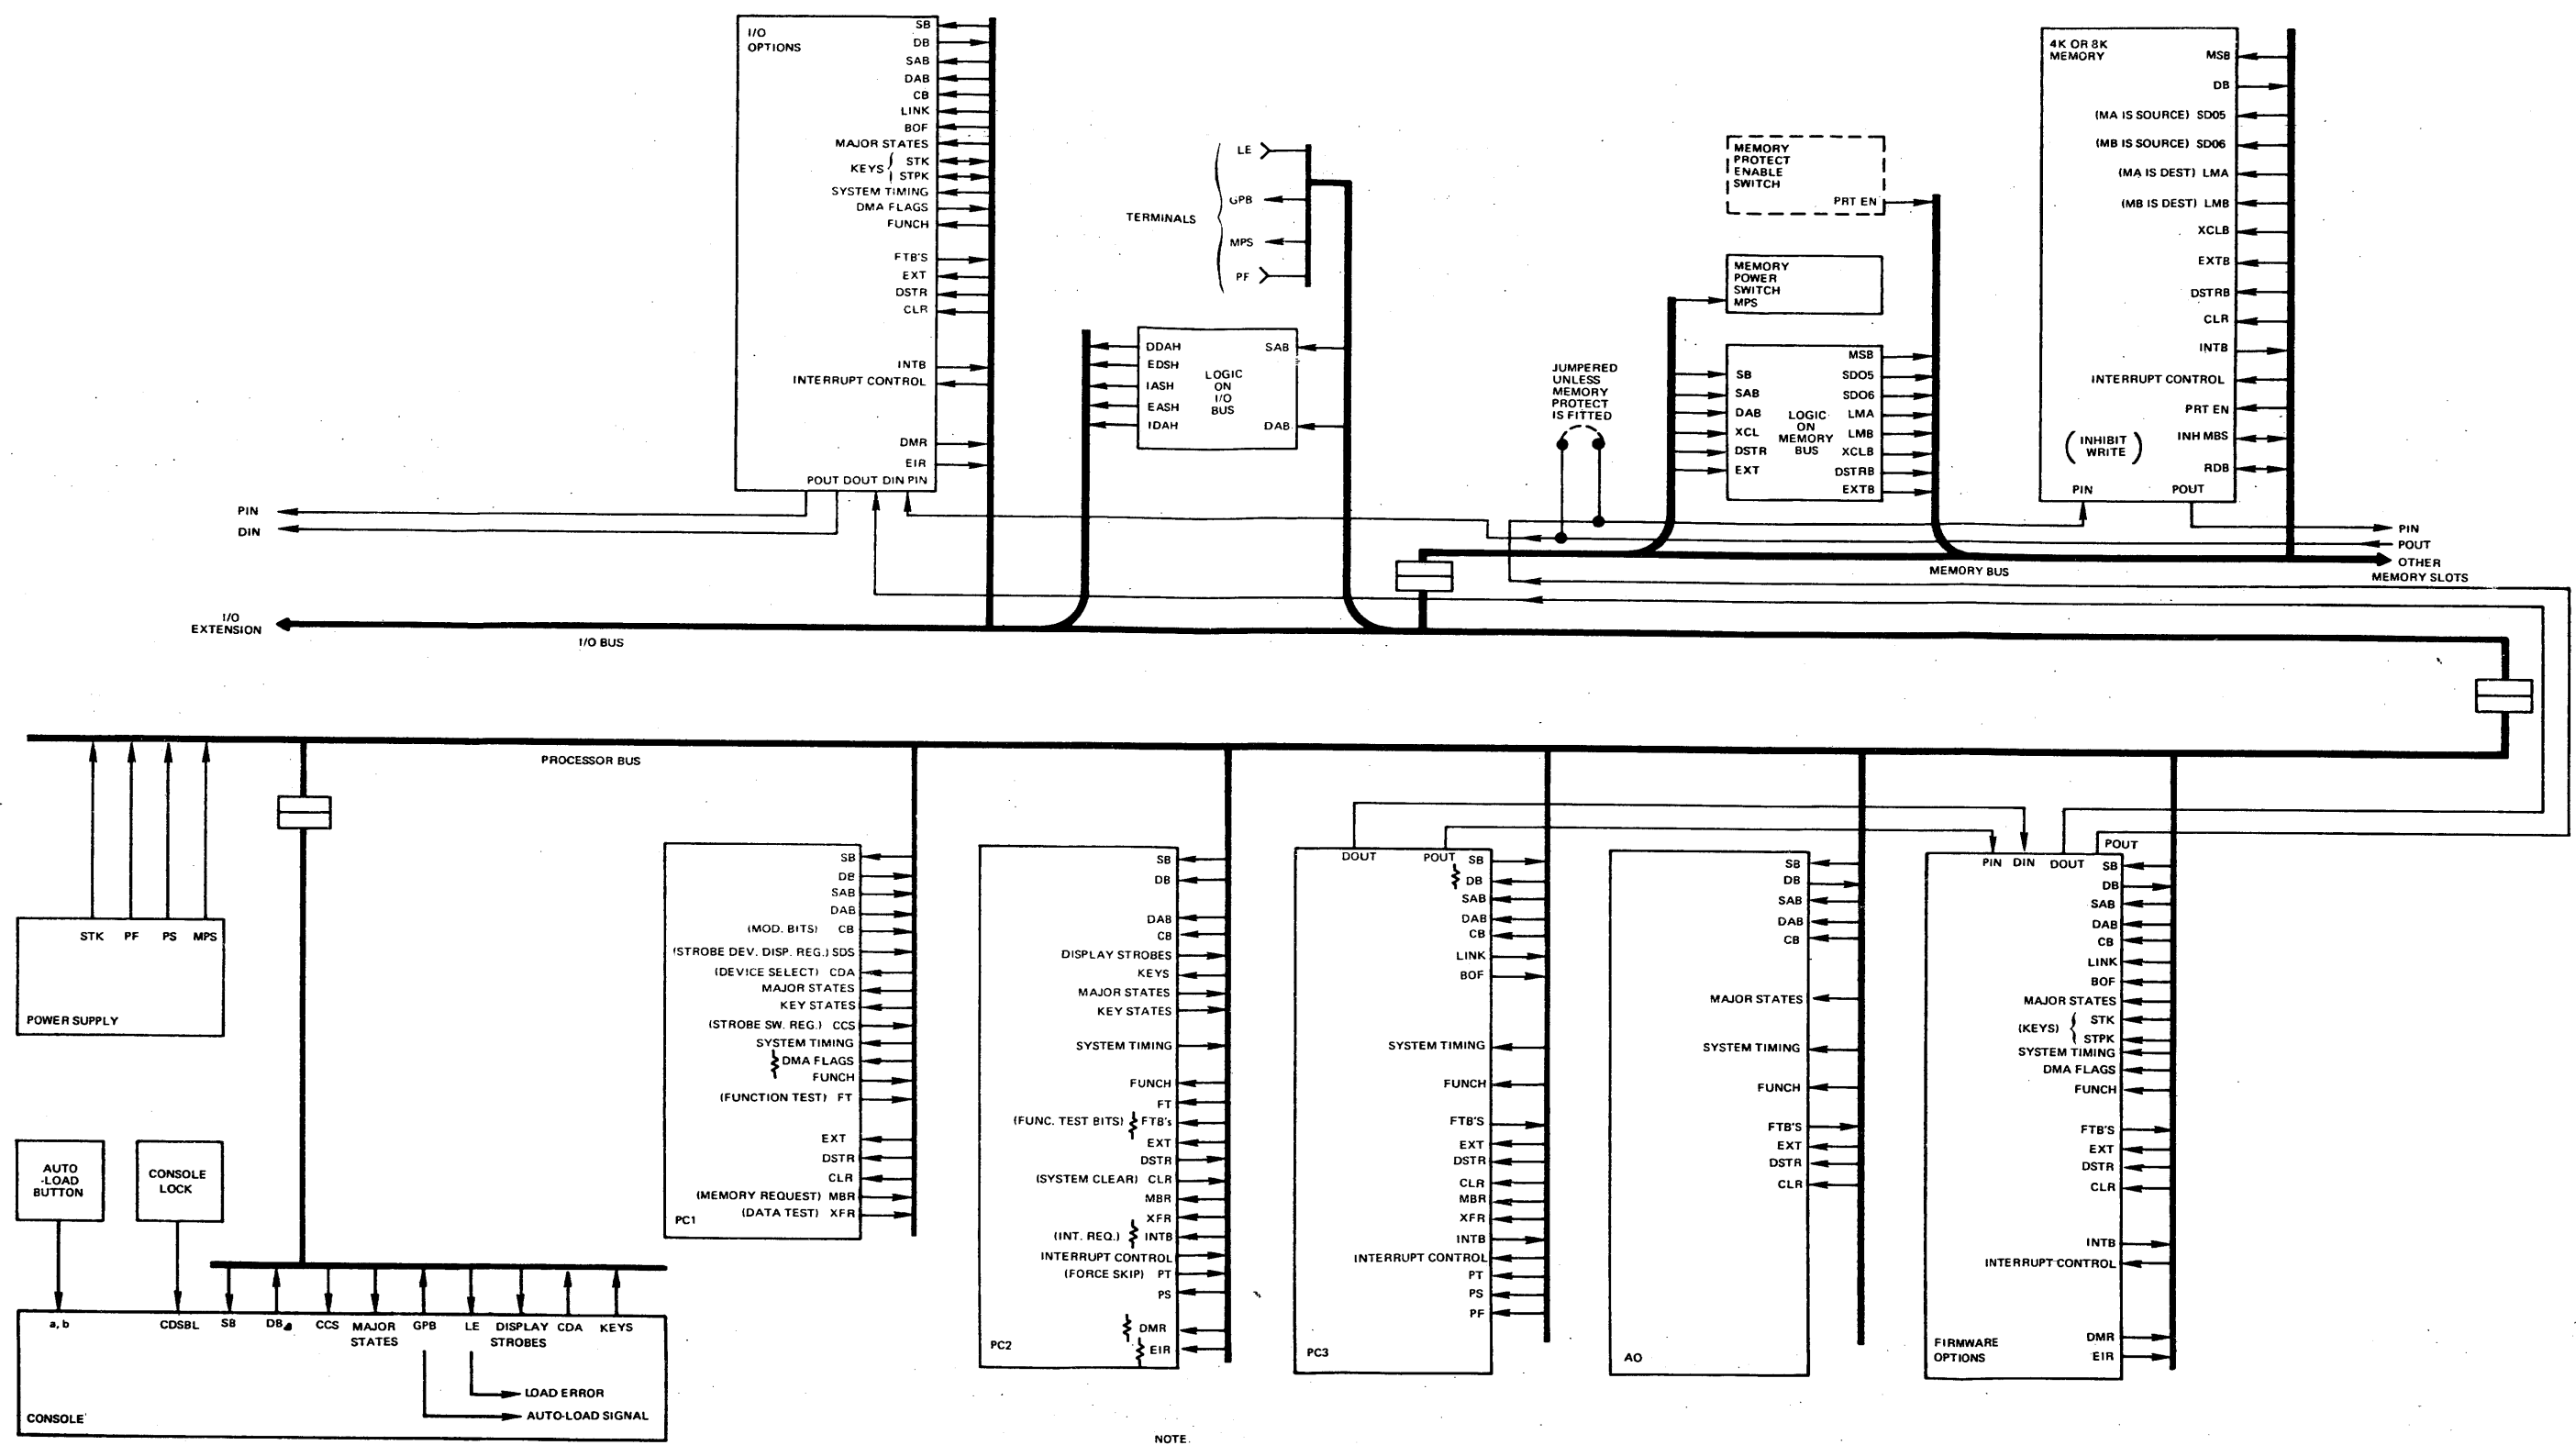 I/O
OPTIONS
SB
DB
SAB
DAB
CB
LINK
BOF
MAJOR STATES
KEYS
STK
STPK
SYSTEM TIMING
DMA FLAGS
FUNCH
FTB'S
EXT
DSTR
CLR
INTB
INTERRUPT CONTROL
DMR
EIR
POUT DOUT DIN PIN
PIN
DIN
TERMINALS
LE
GPB
MPS
PF
DDAH
EDSH
IASH
EASH
IDAH
LOGIC
ON
I/O
BUS
SAB
DAB
JUMPERED
UNLESS
MEMORY
PROTECT
IS FITTED
MEMORY
PROTECT
ENABLE
SWITCH
PRT EN
MEMORY
POWER
SWITCH
MPS
SB
SAB
DAB
XCL
DSTR
EXT
LOGIC
ON
MEMORY
BUS
MSB
SDO5
SDO6
LMA
LMB
XCLB
DSTRB
EXTB
4K OR 8K
MEMORY
MSB
DB
(MA IS SOURCE) SD05
(MB IS SOURCE) SD06
(MA IS DEST) LMA
(MB IS DEST) LMB
XCLB
EXTB
DSTRB
CLR
INTB
INTERRUPT CONTROL
PRT EN
(INHIBIT
WRITE)
INH MBS
RDB
PIN POUT
PIN
POUT
OTHER
MEMORY SLOTS
MEMORY BUS
I/O
EXTENSION
I/O BUS
PROCESSOR BUS
STK PF PS MPS
POWER SUPPLY
AUTO
-LOAD
BUTTON
CONSOLE
LOCK
a, b CDSBL SB DB CCS MAJOR
STATES GPB LE DISPLAY
STROBES CDA KEYS
LOAD ERROR
AUTO-LOAD SIGNAL
CONSOLE
SB
DB
SAB
DAB
(MOD. BITS) CB
(STROBE DEV. DISP. REG.) SDS
(DEVICE SELECT) CDA
MAJOR STATES
KEY STATES
(STROBE SW. REG.) CCS
SYSTEM TIMING
DMA FLAGS
FUNCH
(FUNCTION TEST) FT
EXT
DSTR
CLR
(MEMORY REQUEST) MBR
(DATA TEST) XFR
PC1
SB
DB
DAB
CB
DISPLAY STROBES
KEYS
MAJOR STATES
KEY STATES
SYSTEM TIMING
FUNCH
FT
(FUNC. TEST BITS) FTB's
EXT
DSTR
(SYSTEM CLEAR) CLR
MBR
XFR
(INT. REQ.) INTB
INTERRUPT CONTROL
(FORCE SKIP) PT
PS
DMR
EIR
PC2
DOUT POUT
SB
DB
SAB
DAB
CB
LINK
BOF
SYSTEM TIMING
FUNCH
FTB'S
EXT
DSTR
CLR
MBR
XFR
INTB
INTERRUPT CONTROL
PT
PS
PF
PC3
SB
DB
SAB
DAB
CB
MAJOR STATES
SYSTEM TIMING
FUNCH
FTB'S
EXT
DSTR
CLR
AO
PIN DIN DOUT POUT
SB
DB
SAB
DAB
CB
LINK
BOF
MAJOR STATES
(KEYS)
STK
STPK
SYSTEM TIMING
DMA FLAGS
FUNCH
FTB'S
EXT
DSTR
CLR
INTB
INTERRUPT CONTROL
DMR
EIR
FIRMWARE
OPTIONS
NOTE.